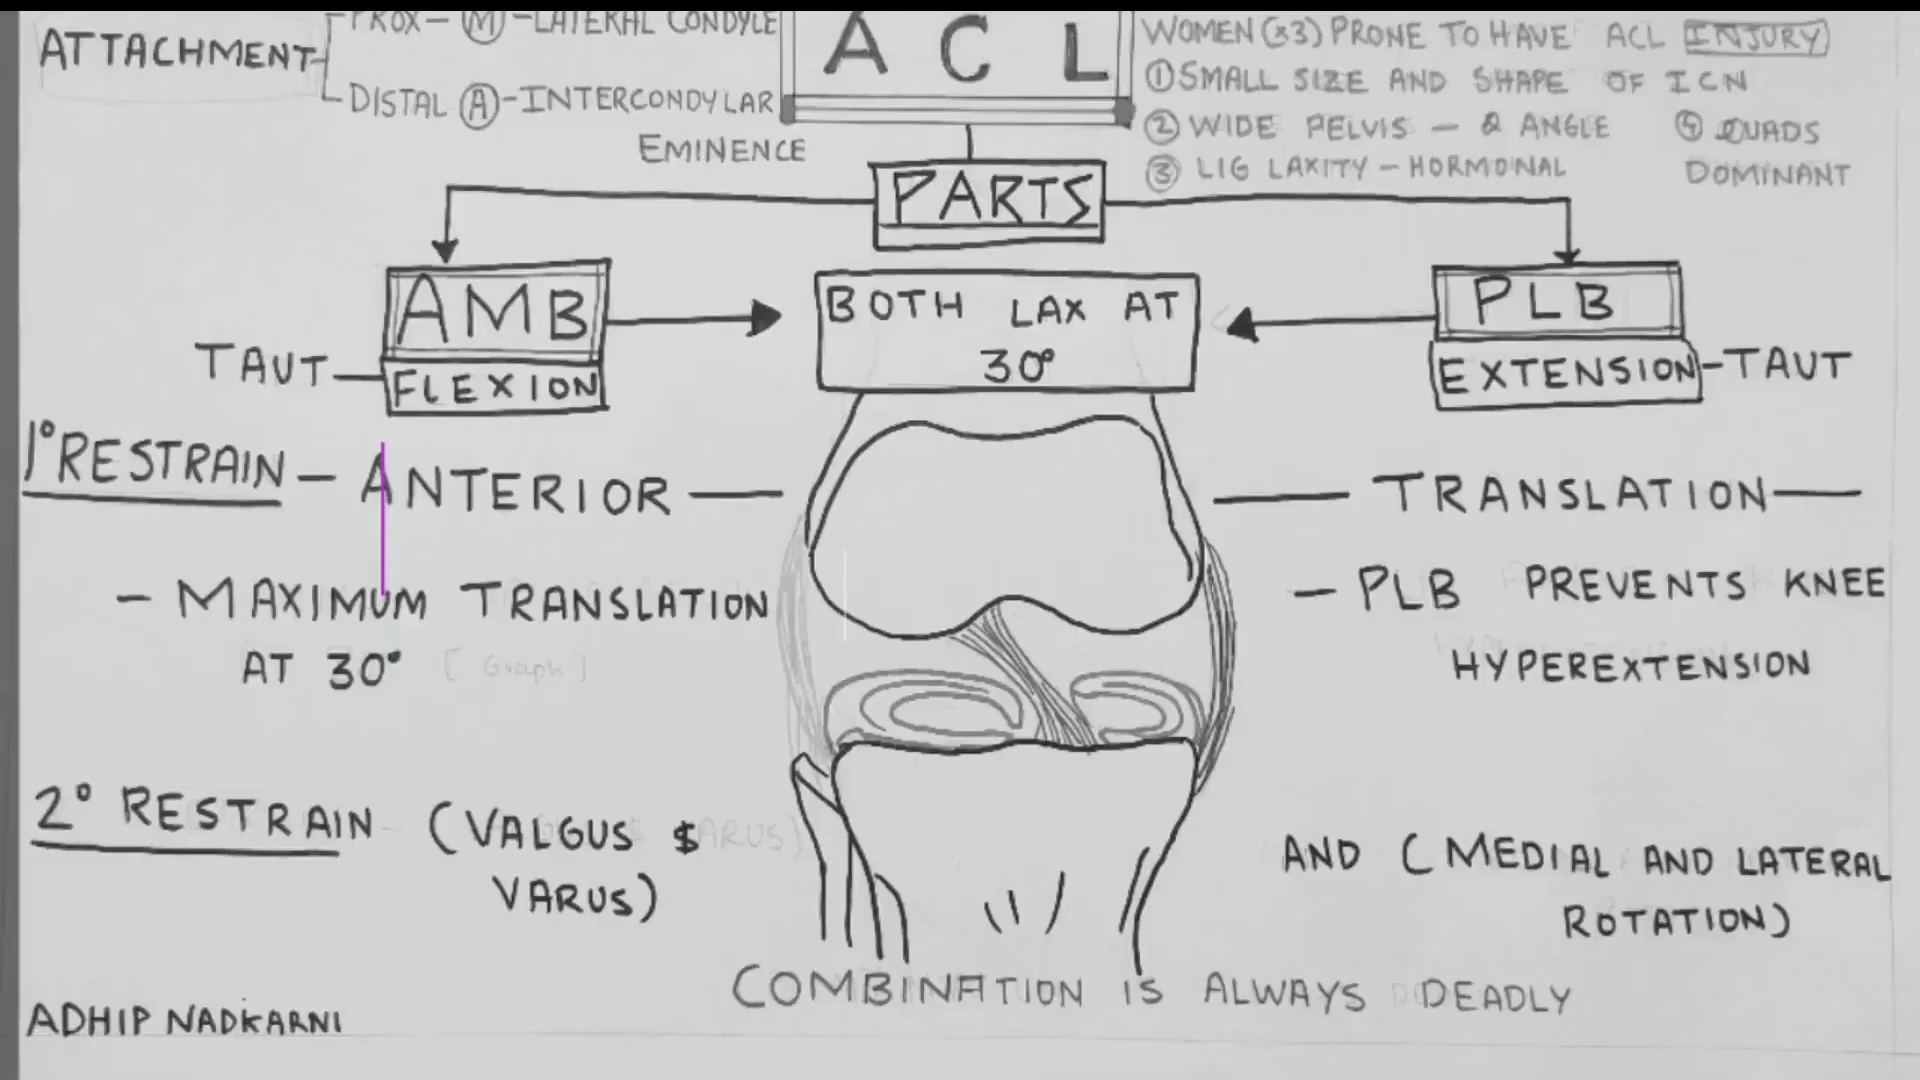 ATTACHMENT
PROX - (M) - LATERAL CONDYLE
DISTAL (A) - INTERCONDYLAR
EMINENCE
ACL
WOMEN (x3) PRONE TO HAVE ACL INJURY
① SMALL SIZE AND SHAPE OF ICN
② WIDE PELVIS - Q ANGLE ④ QUADS
③ LIG LAXITY - HORMONAL DOMINANT
PARTS
AMB
BOTH LAX AT
30°
PLB
TAUT - FLEXION
EXTENSION - TAUT
1° RESTRAIN - ANTERIOR — — TRANSLATION —
- MAXIMUM TRANSLATION
AT 30° [Graph]
- PLB PREVENTS KNEE
HYPEREXTENSION
2° RESTRAIN (VALGUS $
VARUS)
AND (MEDIAL AND LATERAL
ROTATION)
COMBINATION IS ALWAYS DEADLY
ADHIP NADKARNI